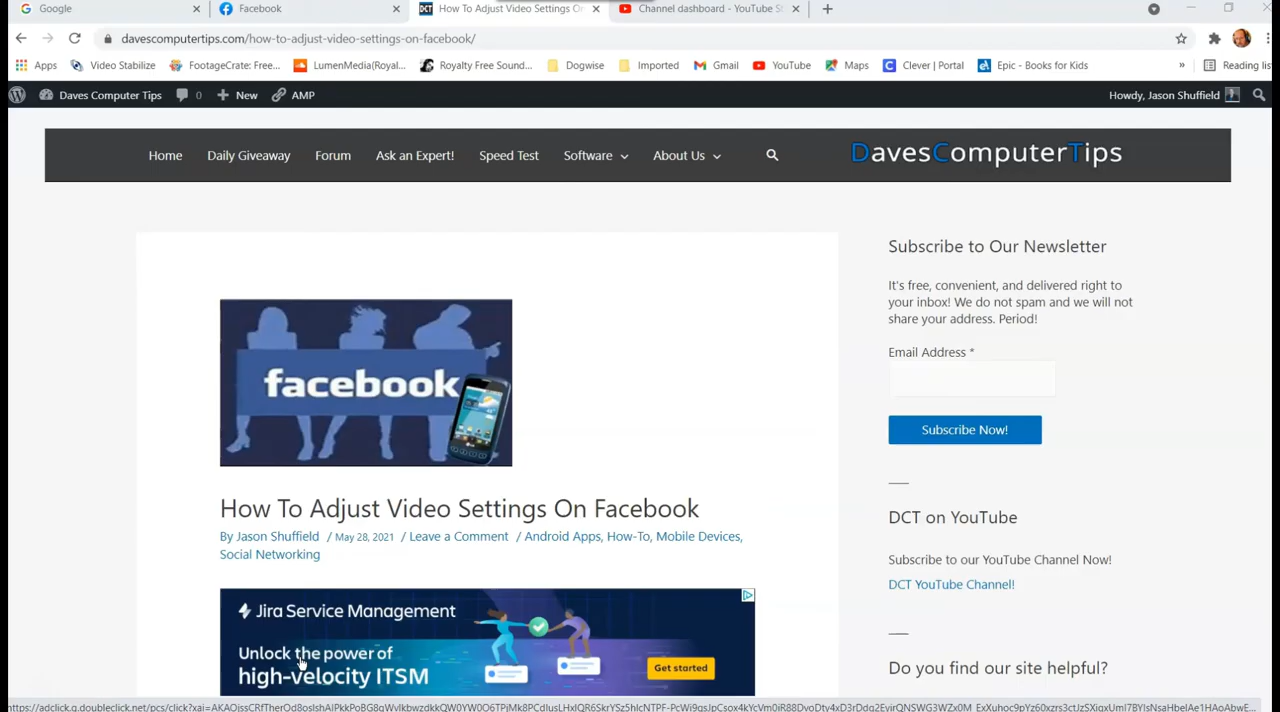 Google
Facebook
How To Adjust Video Settings On
Channel dashboard - YouTube St
davescomputertips.com/how-to-adjust-video-settings-on-facebook/
Apps
Video Stabilize
FootageCrate: Free...
LumenMedia(Royal...
Royalty Free Sound...
Dogwise
Imported
Gmail
YouTube
Maps
Clever | Portal
Epic - Books for Kids
»
Reading list
Daves Computer Tips
0
New
AMP
Howdy, Jason Shuffield
Home
Daily Giveaway
Forum
Ask an Expert!
Speed Test
Software
About Us
DavesComputerTips
facebook
How To Adjust Video Settings On Facebook
By Jason Shuffield / May 28, 2021 / Leave a Comment / Android Apps, How-To, Mobile Devices,
Social Networking
Jira Service Management
Unlock the power of
high-velocity ITSM
Get started
Subscribe to Our Newsletter
It's free, convenient, and delivered right to
your inbox! We do not spam and we will not
share your address. Period!
Email Address *
Subscribe Now!
DCT on YouTube
Subscribe to our YouTube Channel Now!
DCT YouTube Channel!
Do you find our site helpful?